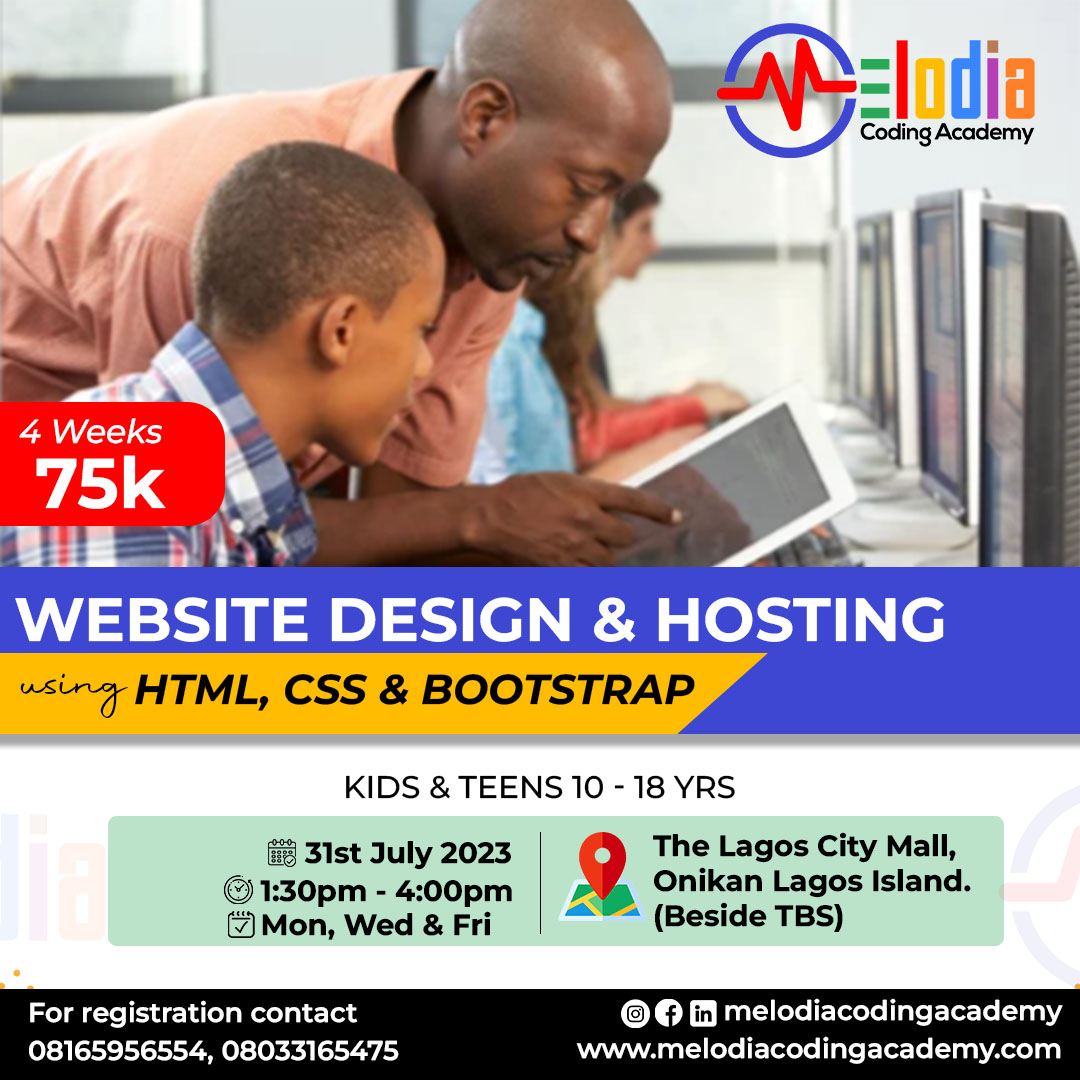 Melodia
Coding Academy
4 Weeks
75k
WEBSITE DESIGN & HOSTING
using HTML, CSS & BOOTSTRAP
KIDS & TEENS 10 - 18 YRS
31st July 2023
1:30pm - 4:00pm
Mon, Wed & Fri
The Lagos City Mall,
Onikan Lagos Island.
(Beside TBS)
dia
For registration contact
08165956554, 08033165475
melodiacodingacademy
www.melodiacodingacademy.com